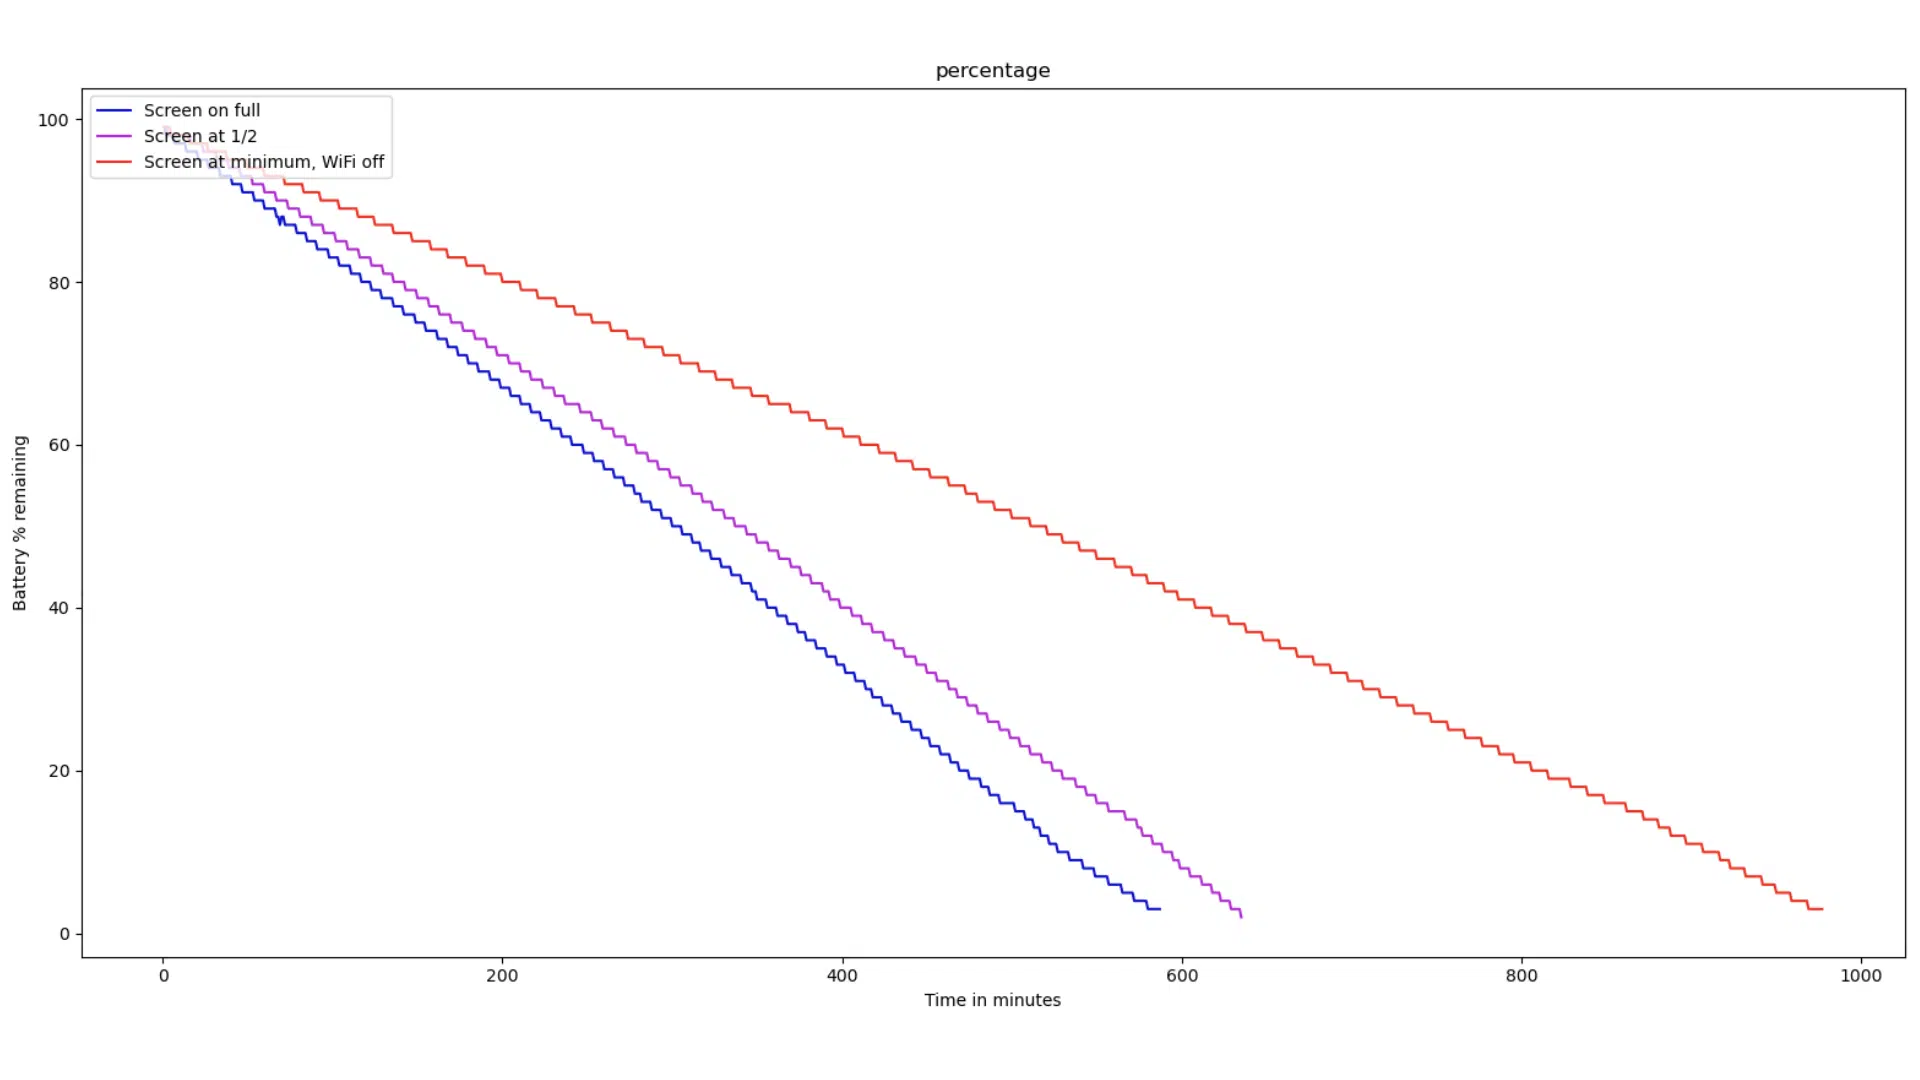 percentage
Screen on full
Screen at 1/2
Screen at minimum, WiFi off
100
80
60
40
20
0
Battery % remaining
0 200 400 600 800 1000
Time in minutes